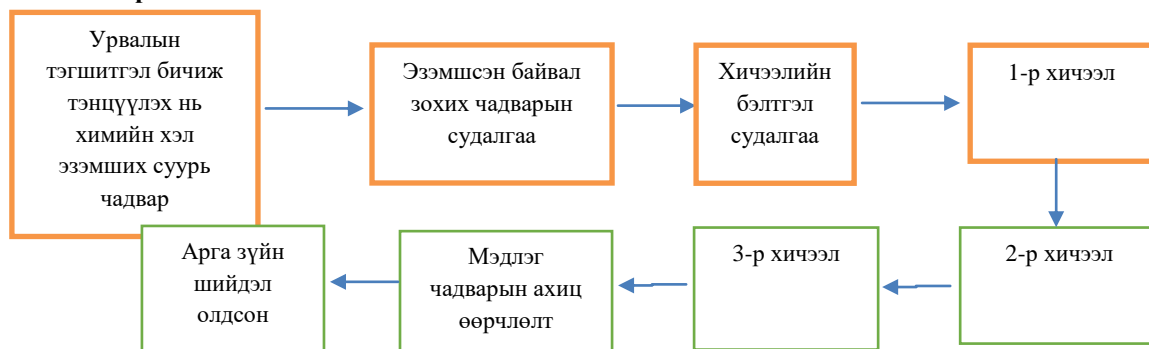 Урвалын
тэгшитгэл бичиж
тэнцүүлэх нь
химийн хэл
эзэмших суурь
чадвар
Эзэмшсэн байвал
зохих чадварын
судалгаа
Хичээлийн
бэлтгэл
судалгаа
1-р хичээл
2-р хичээл
3-р хичээл
Мэдлэг
чадварын ахиц
өөрчлөлт
Арга зүйн
шийдэл
олдсон